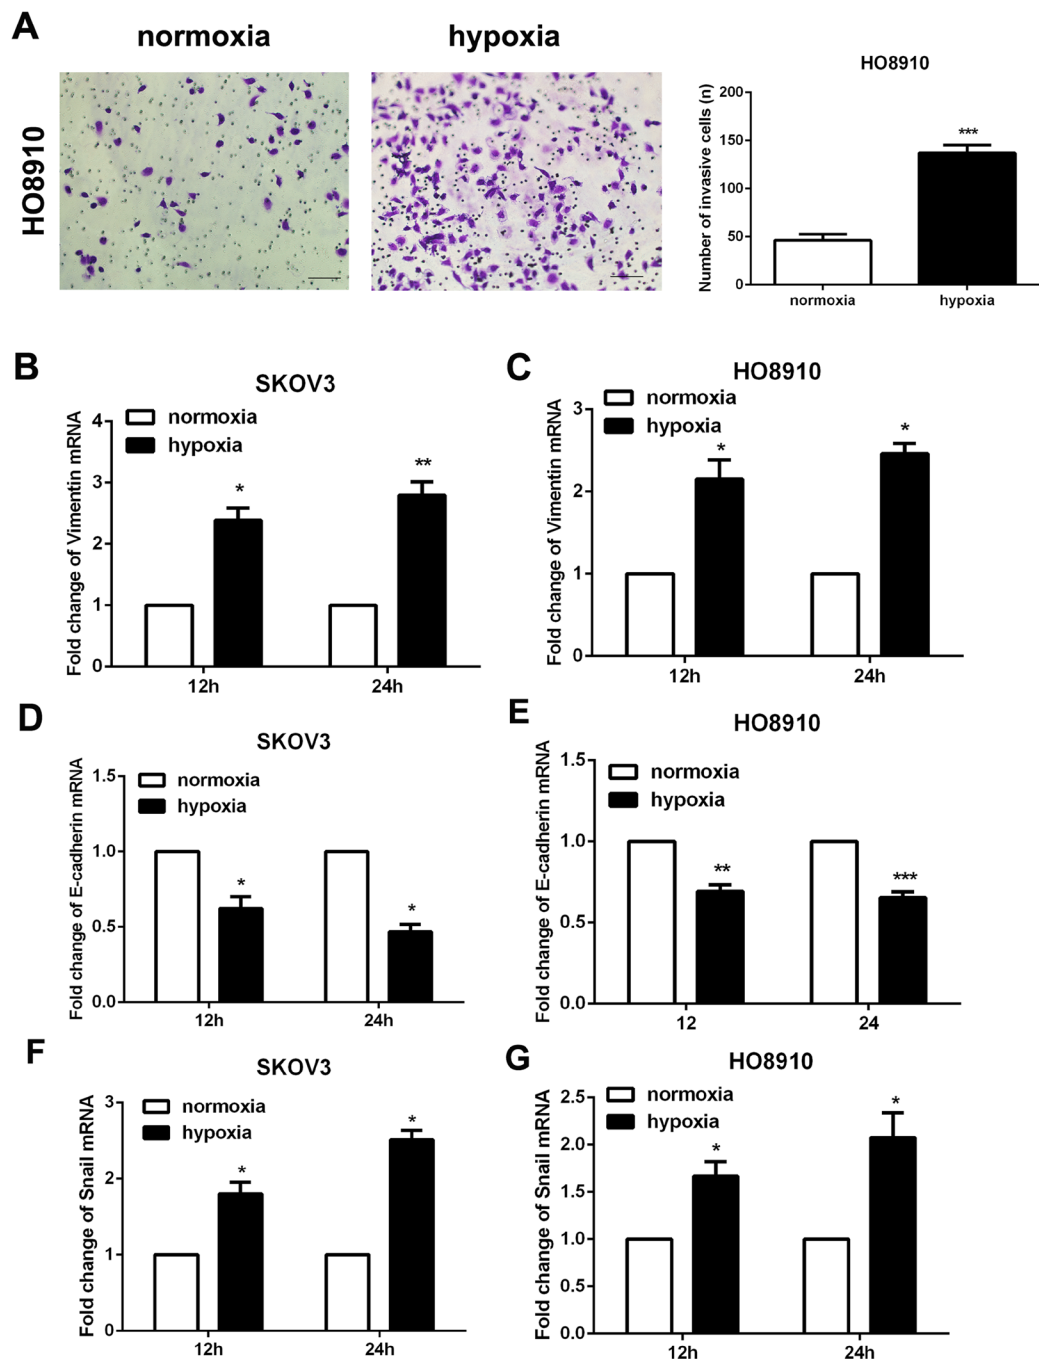 A
normoxia
hypoxia
HO8910
HO8910
Number of invasive cells (n)
200
150
100
50
0
***
normoxia
hypoxia
B
SKOV3
normoxia
hypoxia
Fold change of Vimentin mRNA
4
3
2
1
0
*
**
12h
24h
C
HO8910
normoxia
hypoxia
Fold change of Vimentin mRNA
3
2
1
0
*
*
12h
24h
D
SKOV3
normoxia
hypoxia
Fold change of E-cadherin mRNA
1.5
1.0
0.5
0.0
*
*
12h
24h
E
HO8910
normoxia
hypoxia
Fold change of E-cadherin mRNA
1.5
1.0
0.5
0.0
**
***
12
24
F
SKOV3
normoxia
hypoxia
Fold change of Snail mRNA
3
2
1
0
*
*
12h
24h
G
HO8910
normoxia
hypoxia
Fold change of Snail mRNA
2.5
2.0
1.5
1.0
0.5
0.0
*
*
12h
24h